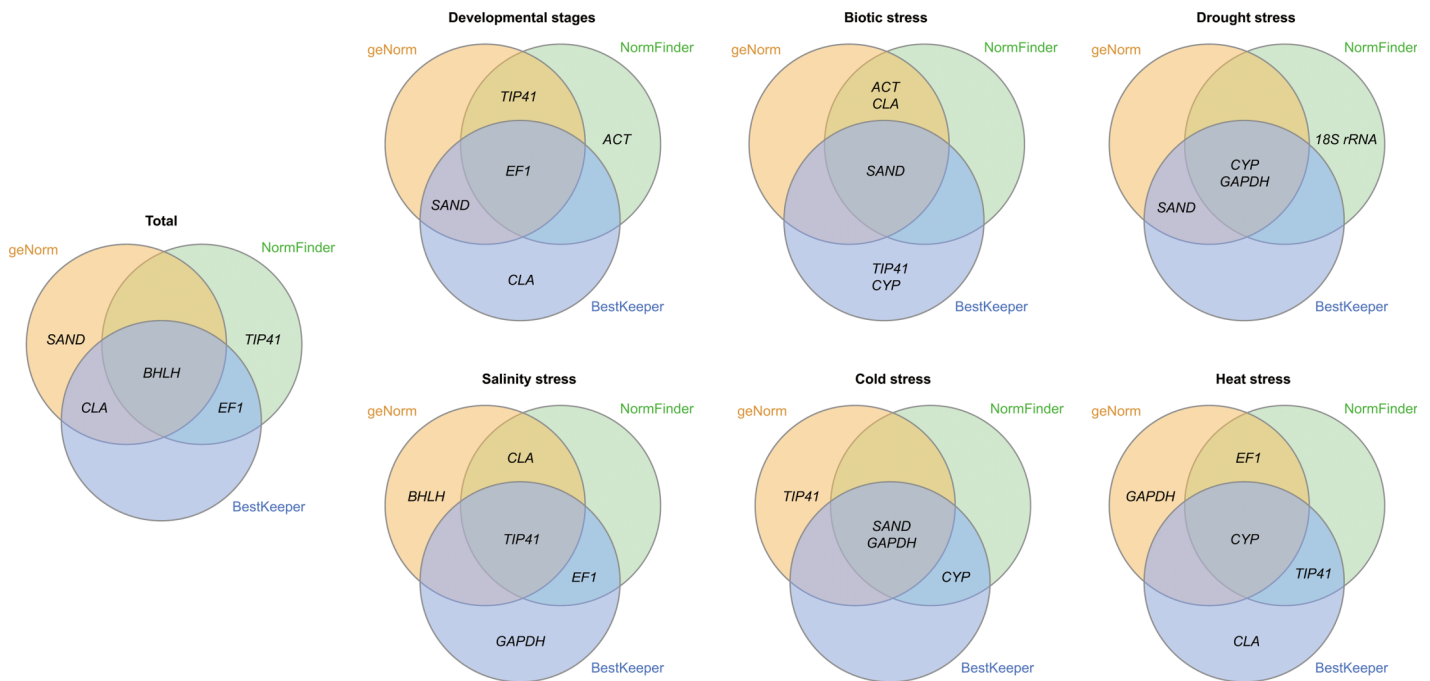 Total
geNorm
NormFinder
SAND
TIP41
BHLH
CLA
EF1
BestKeeper
Developmental stages
geNorm
NormFinder
TIP41
ACT
EF1
SAND
CLA
BestKeeper
Biotic stress
geNorm
NormFinder
ACT
CLA
SAND
TIP41
CYP
BestKeeper
Drought stress
geNorm
NormFinder
18S rRNA
CYP
GAPDH
SAND
BestKeeper
Salinity stress
geNorm
NormFinder
CLA
BHLH
TIP41
EF1
GAPDH
BestKeeper
Cold stress
geNorm
NormFinder
TIP41
SAND
GAPDH
CYP
BestKeeper
Heat stress
geNorm
NormFinder
EF1
GAPDH
CYP
TIP41
CLA
BestKeeper